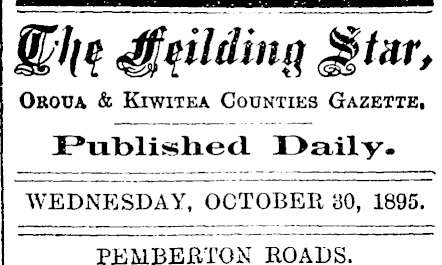 The Feilding Star,
OROUA & KIWITEA COUNTIES GAZETTE,
Published Daily.
WEDNESDAY, OCTOBER 30, 1895.
PEMBERTON ROADS.